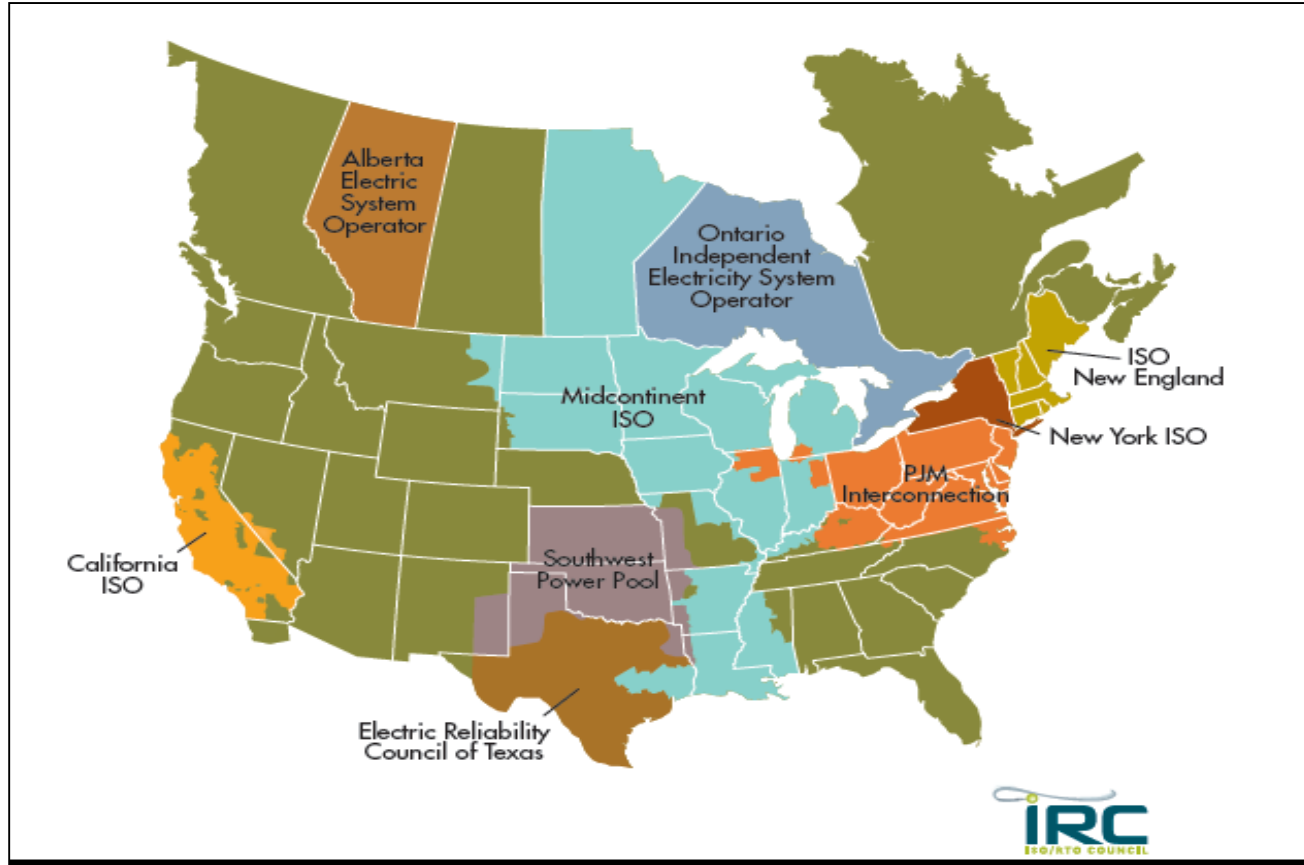 Alberta
Electric
System
Operator
Ontario
Independent
Electricity System
Operator
ISO
New England
Midcontinent
ISO
New York ISO
PJM
Interconnection
California
ISO
Southwest
Power Pool
Electric Reliability
Council of Texas
iRC
ISO/RTO COUNCIL